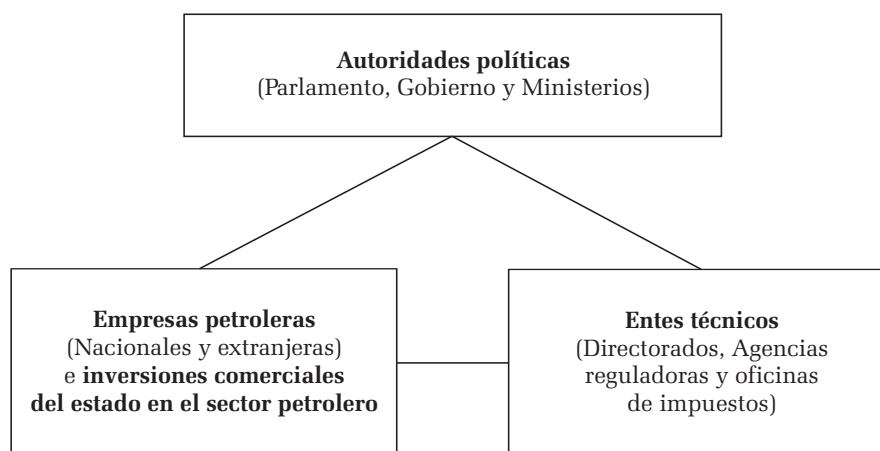 Autoridades políticas
(Parlamento, Gobierno y Ministerios)
Empresas petroleras
(Nacionales y extranjeras)
e inversiones comerciales
del estado en el sector petrolero
Entes técnicos
(Directorados, Agencias
reguladoras y oficinas
de impuestos)